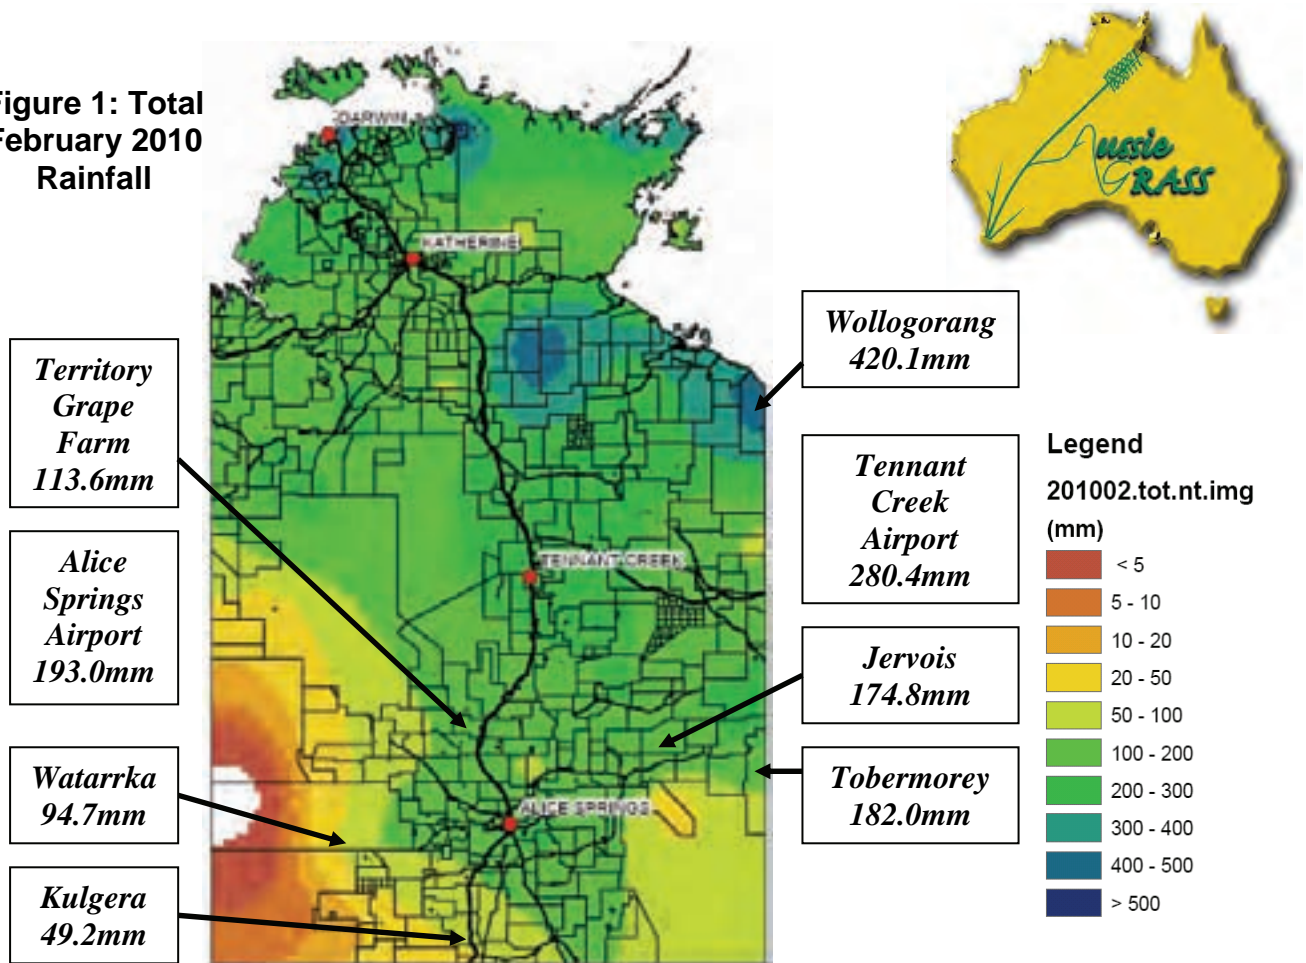 igure 1: Total
ebruary 2010
Rainfall
DARWIN
KATHERINE
TENNANT CREEK
ALICE SPRINGS
Territory
Grape
Farm
113.6mm
Alice
Springs
Airport
193.0mm
Watarrka
94.7mm
Kulgera
49.2mm
Aussie
GRASS
Wollogorang
420.1mm
Tennant
Creek
Airport
280.4mm
Jervois
174.8mm
Tobermorey
182.0mm
Legend
201002.tot.nt.img
(mm)
< 5
5 - 10
10 - 20
20 - 50
50 - 100
100 - 200
200 - 300
300 - 400
400 - 500
> 500